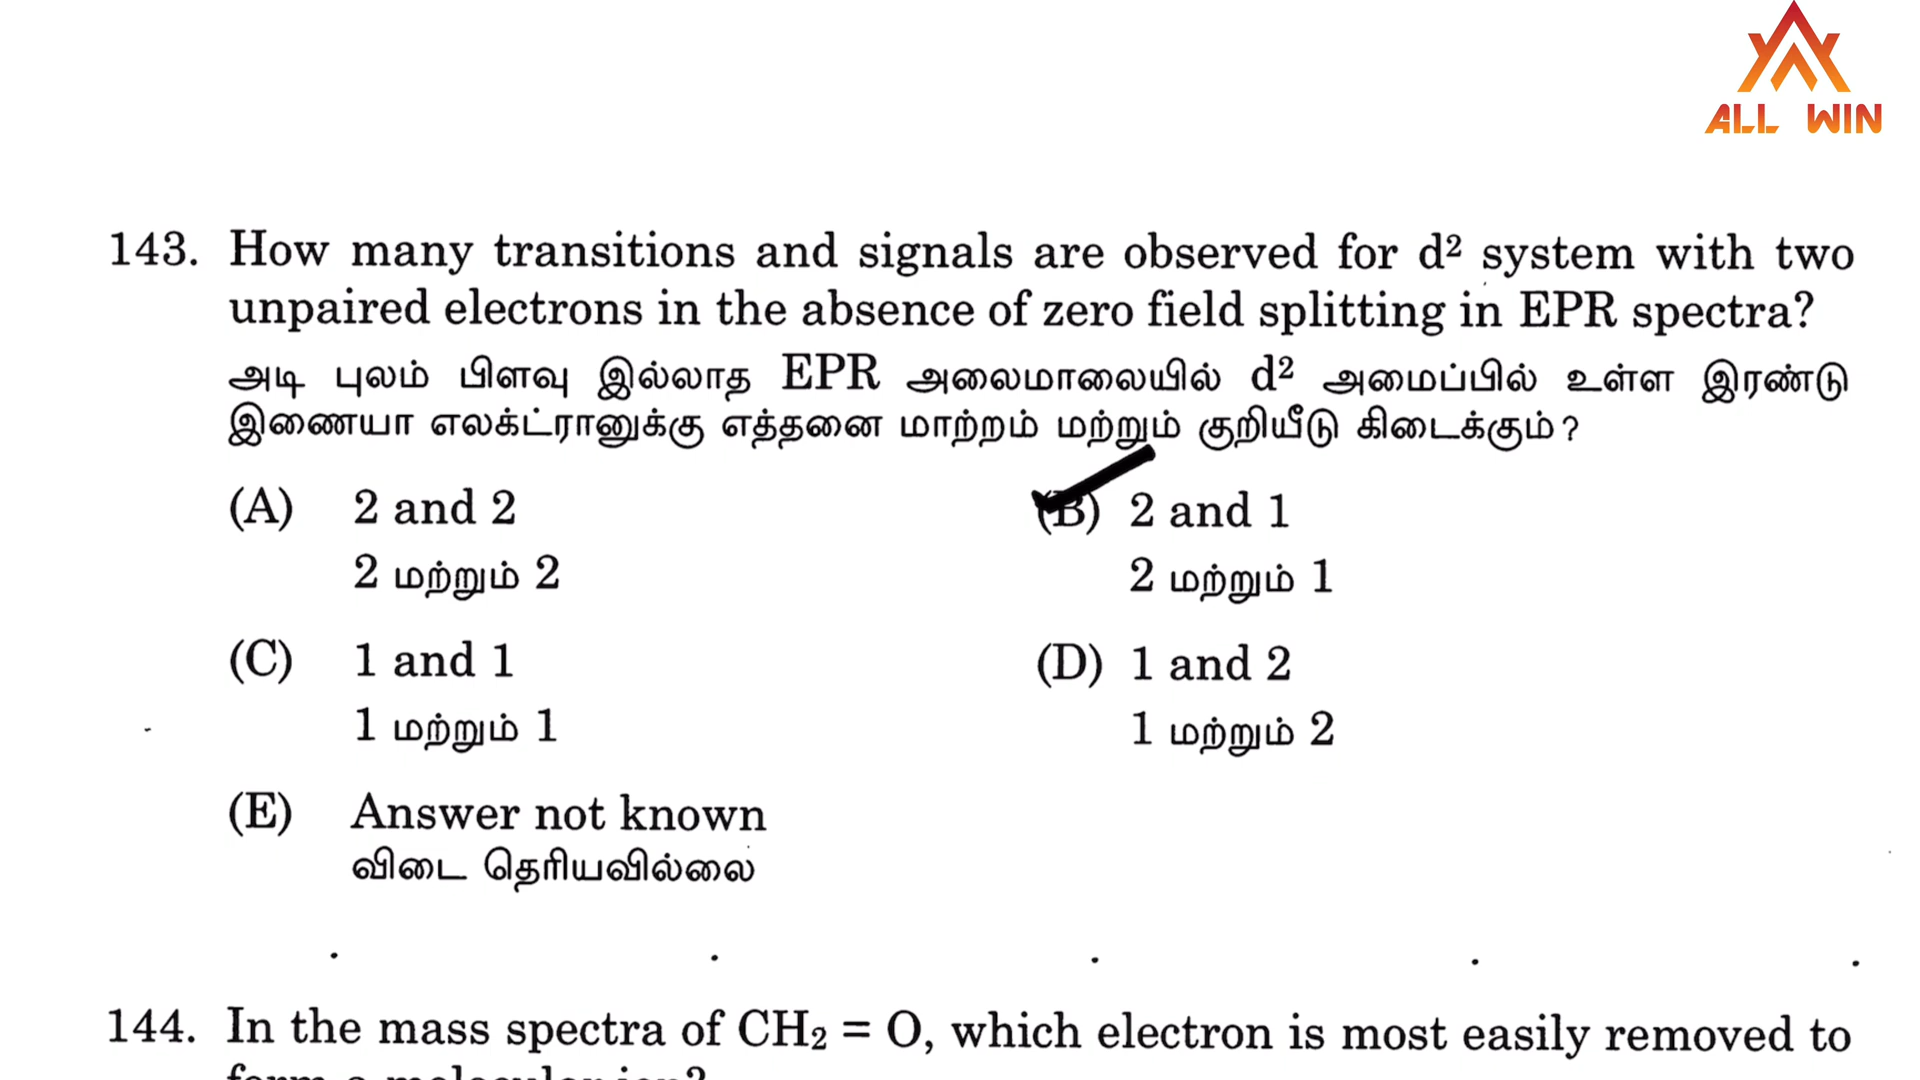 ALL WIN
143. How many transitions and signals are observed for d² system with two
unpaired electrons in the absence of zero field splitting in EPR spectra?
அடி புலம் பிளவு இல்லாத EPR அலைமாலையில் d² அமைப்பில் உள்ள இரண்டு
இணையா எலக்ட்ரானுக்கு எத்தனை மாற்றம் மற்றும் குறியீடு கிடைக்கும்?
(A) 2 and 2 (B) 2 and 1
2 மற்றும் 2 2 மற்றும் 1
(C) 1 and 1 (D) 1 and 2
1 மற்றும் 1 1 மற்றும் 2
(E) Answer not known
விடை தெரியவில்லை
144. In the mass spectra of CH₂ = O, which electron is most easily removed to
form a molecular ion?